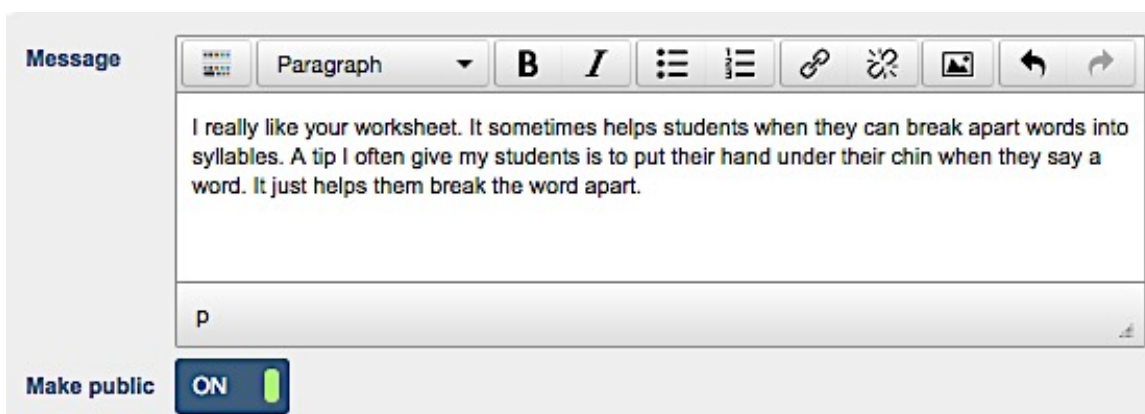 Message
Paragraph B I
I really like your worksheet. It sometimes helps students when they can break apart words into
syllables. A tip I often give my students is to put their hand under their chin when they say a
word. It just helps them break the word apart.
p
Make public ON